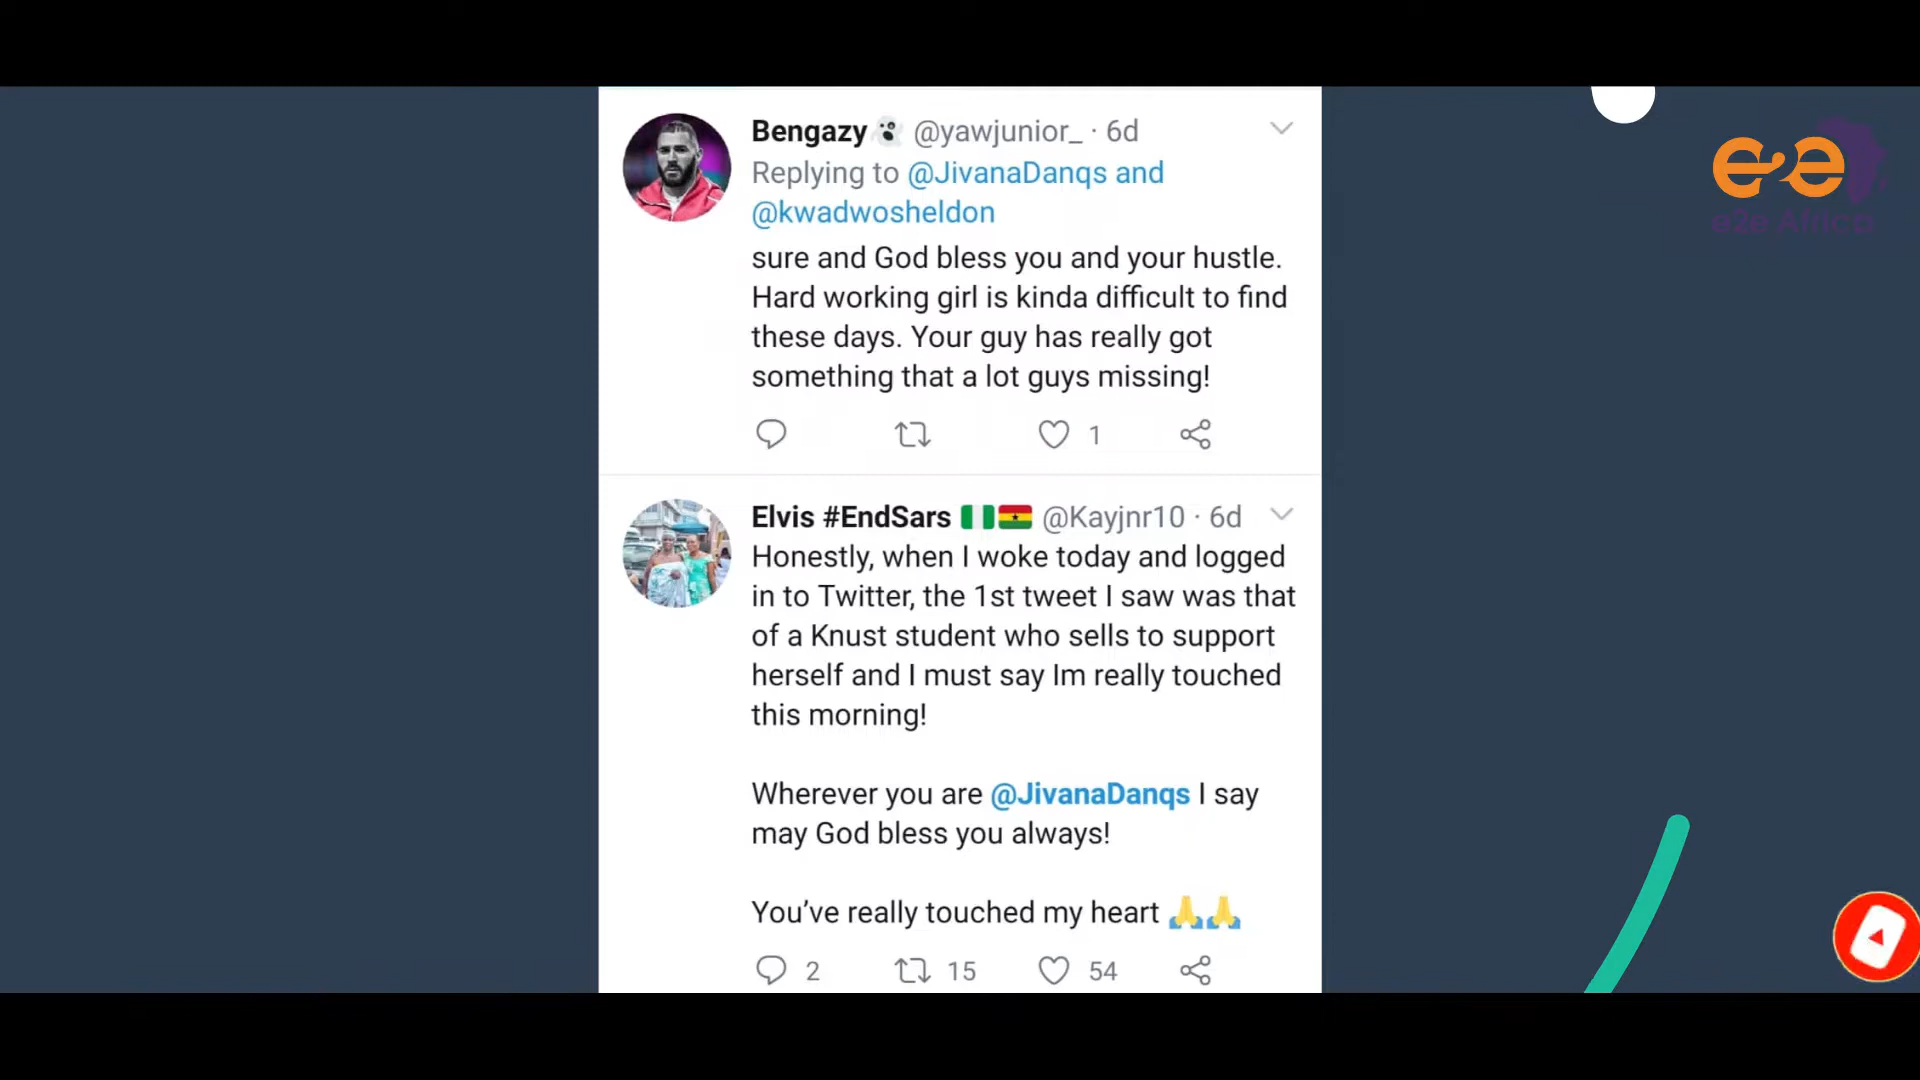 Bengazy👻 @yawjunior_ · 6d
Replying to @JivanaDanqs and
@kwadwosheldon
sure and God bless you and your hustle.
Hard working girl is kinda difficult to find
these days. Your guy has really got
something that a lot guys missing!
1
Elvis #EndSars 🇳🇬🇬🇭 @Kayjnr10 · 6d
Honestly, when I woke today and logged
in to Twitter, the 1st tweet I saw was that
of a Knust student who sells to support
herself and I must say Im really touched
this morning!
Wherever you are @JivanaDanqs I say
may God bless you always!
You’ve really touched my heart 🙏🙏
2 15 54
e2e
e2e Africa